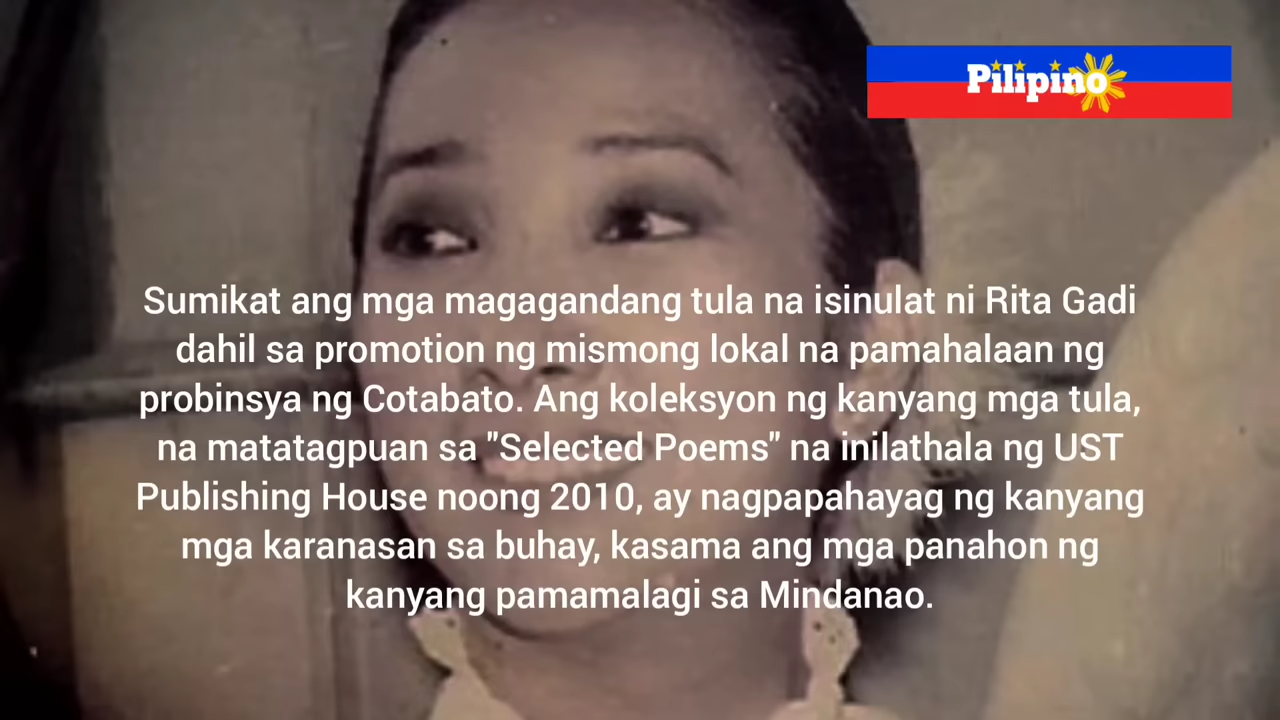 Pilipino
Sumikat ang mga magagandang tula na isinulat ni Rita Gadi
dahil sa promotion ng mismong lokal na pamahalaan ng
probinsya ng Cotabato. Ang koleksyon ng kanyang mga tula,
na matatagpuan sa "Selected Poems" na inilathala ng UST
Publishing House noong 2010, ay nagpapahayag ng kanyang
mga karanasan sa buhay, kasama ang mga panahon ng
kanyang pamamalagi sa Mindanao.